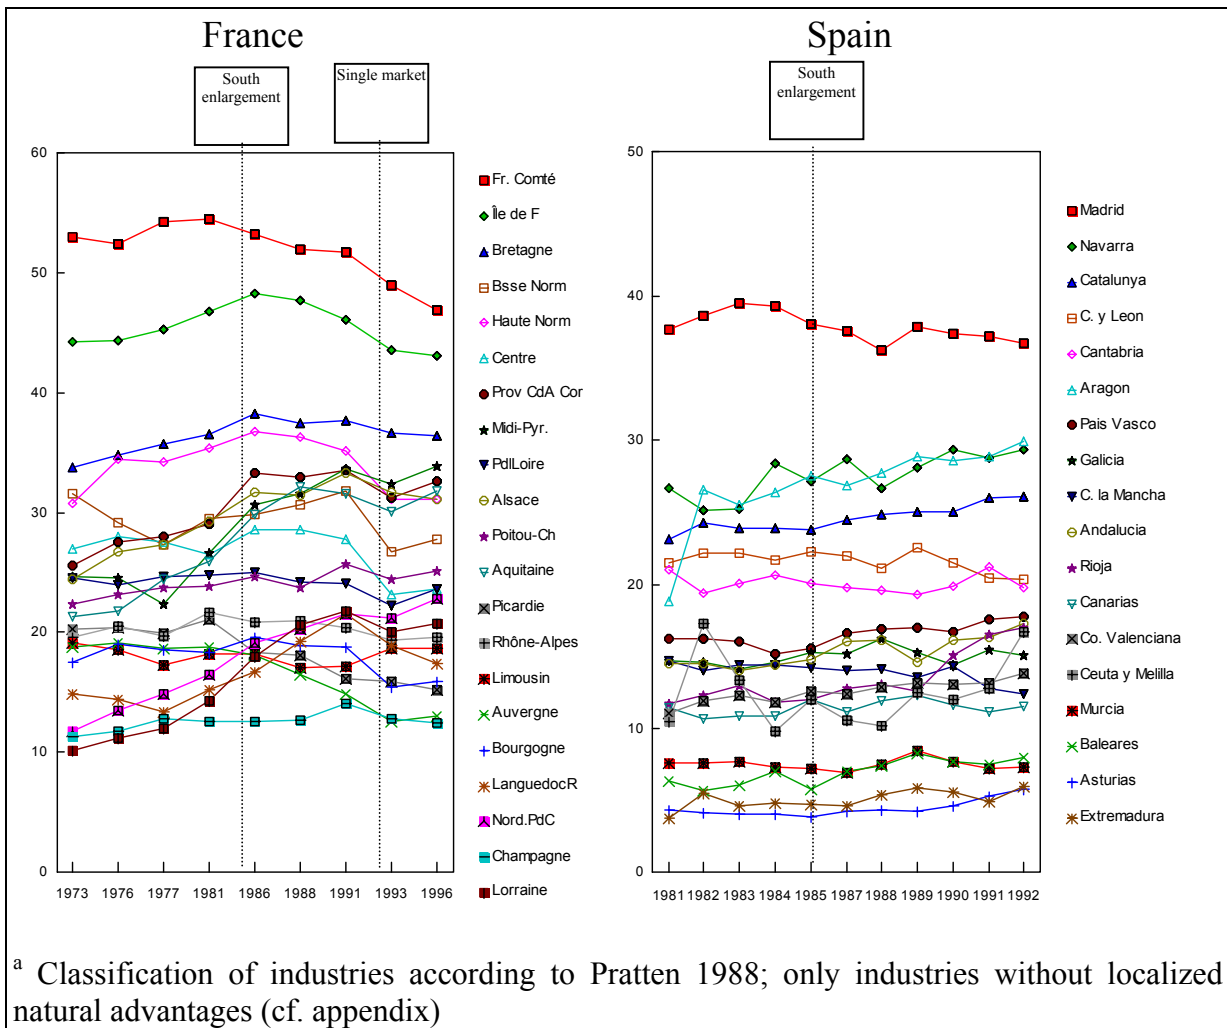 France
Spain
South
enlargement
Single market
South
enlargement
60
50
40
30
20
10
0
1973 1976 1977 1981 1986 1988 1991 1993 1996
Fr. Comté
Île de F
Bretagne
Bsse Norm
Haute Norm
Centre
Prov CdA Cor
Midi-Pyr.
PdlLoire
Alsace
Poitou-Ch
Aquitaine
Picardie
Rhône-Alpes
Limousin
Auvergne
Bourgogne
LanguedocR
Nord.PdC
Champagne
Lorraine
50
40
30
20
10
0
1981 1982 1983 1984 1985 1987 1988 1989 1990 1991 1992
Madrid
Navarra
Catalunya
C. y Leon
Cantabria
Aragon
Pais Vasco
Galicia
C. la Mancha
Andalucia
Rioja
Canarias
Co. Valenciana
Ceuta y Melilla
Murcia
Baleares
Asturias
Extremadura
a Classification of industries according to Pratten 1988; only industries without localized
natural advantages (cf. appendix)